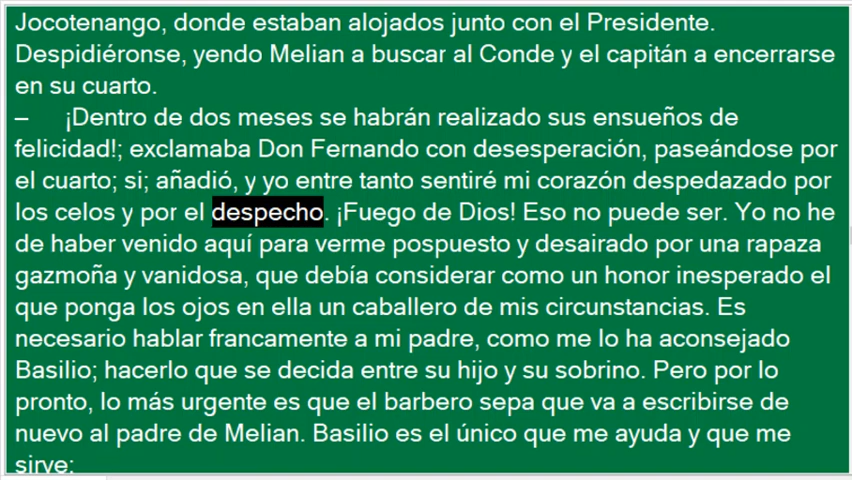 Jocotenango, donde estaban alojados junto con el Presidente.
Despidiéronse, yendo Melian a buscar al Conde y el capitán a encerrarse
en su cuarto.
– ¡Dentro de dos meses se habrán realizado sus ensueños de
felicidad!; exclamaba Don Fernando con desesperación, paseándose por
el cuarto; si; añadió, y yo entre tanto sentiré mi corazón despedazado por
los celos y por el despecho. ¡Fuego de Dios! Eso no puede ser. Yo no he
de haber venido aquí para verme pospuesto y desairado por una rapaza
gazmoña y vanidosa, que debía considerar como un honor inesperado el
que ponga los ojos en ella un caballero de mis circunstancias. Es
necesario hablar francamente a mi padre, como me lo ha aconsejado
Basilio; hacerlo que se decida entre su hijo y su sobrino. Pero por lo
pronto, lo más urgente es que el barbero sepa que va a escribirse de
nuevo al padre de Melian. Basilio es el único que me ayuda y que me
sirve;